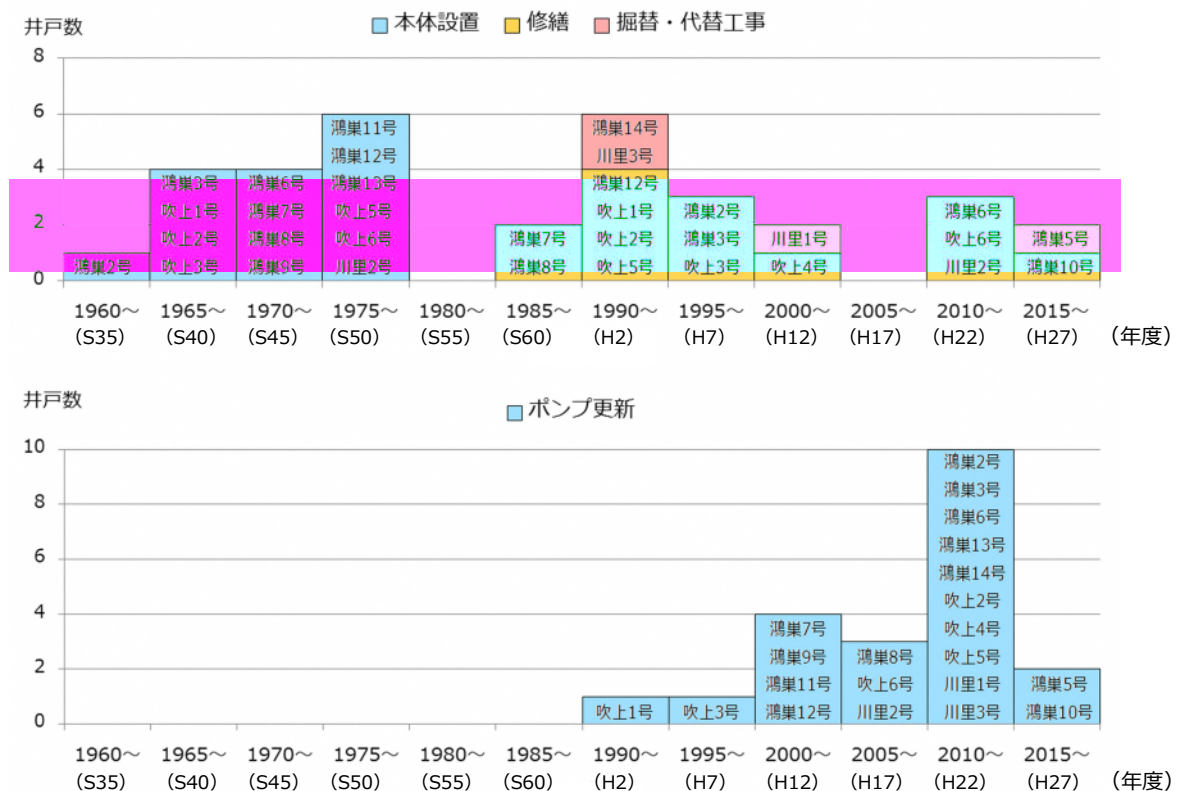 井戸数
本体設置 修繕 掘替・代替工事
8
6
4
2
0
鴻巣2号
鴻巣3号
吹上1号
吹上2号
吹上3号
鴻巣6号
鴻巣7号
鴻巣8号
鴻巣9号
鴻巣11号
鴻巣12号
鴻巣13号
吹上5号
吹上6号
川里2号
鴻巣7号
鴻巣8号
鴻巣14号
川里3号
鴻巣12号
吹上1号
吹上2号
吹上5号
鴻巣2号
鴻巣3号
吹上3号
川里1号
吹上4号
鴻巣6号
吹上6号
川里2号
鴻巣5号
鴻巣10号
1960～ 1965～ 1970～ 1975～ 1980～ 1985～ 1990～ 1995～ 2000～ 2005～ 2010～ 2015～
(S35) (S40) (S45) (S50) (S55) (S60) (H2) (H7) (H12) (H17) (H22) (H27) (年度)
井戸数
ポンプ更新
10
8
6
4
2
0
吹上1号
吹上3号
鴻巣7号
鴻巣9号
鴻巣11号
鴻巣12号
鴻巣8号
吹上6号
川里2号
鴻巣2号
鴻巣3号
鴻巣6号
鴻巣13号
鴻巣14号
吹上2号
吹上4号
吹上5号
川里1号
川里3号
鴻巣5号
鴻巣10号
1960～ 1965～ 1970～ 1975～ 1980～ 1985～ 1990～ 1995～ 2000～ 2005～ 2010～ 2015～
(S35) (S40) (S45) (S50) (S55) (S60) (H2) (H7) (H12) (H17) (H22) (H27) (年度)